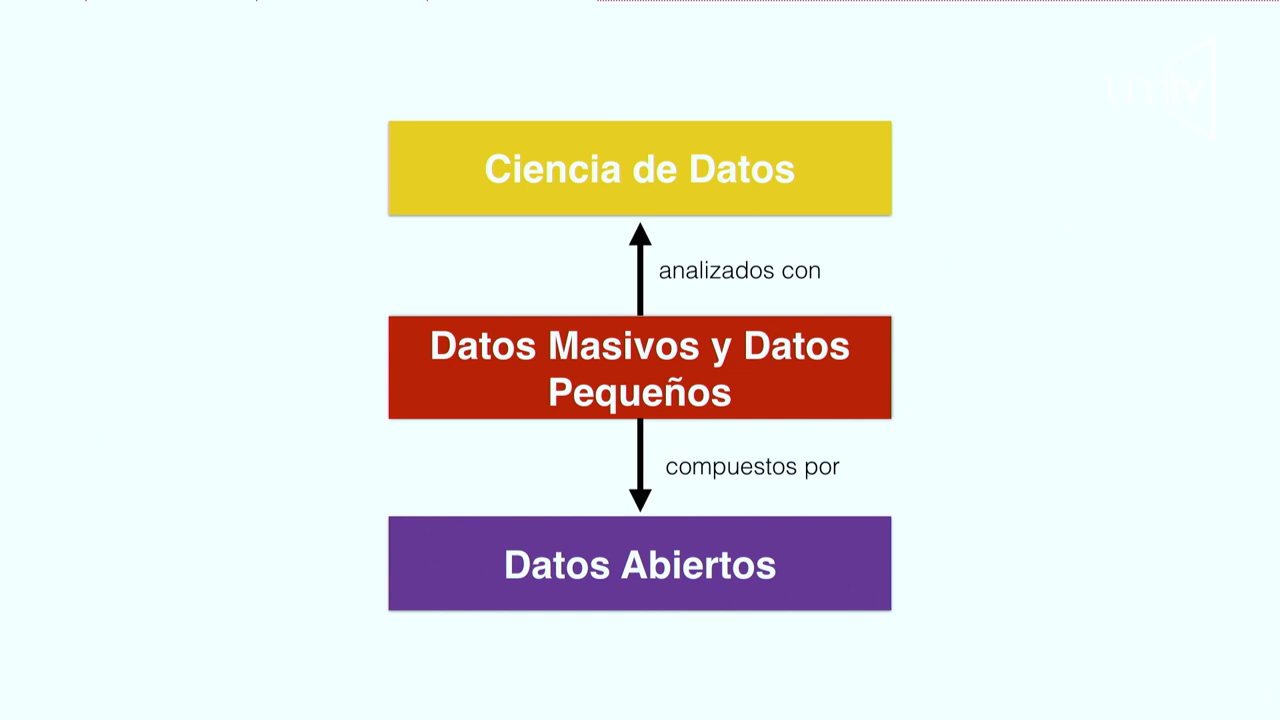 Ciencia de Datos
analizados con
Datos Masivos y Datos
Pequeños
compuestos por
Datos Abiertos